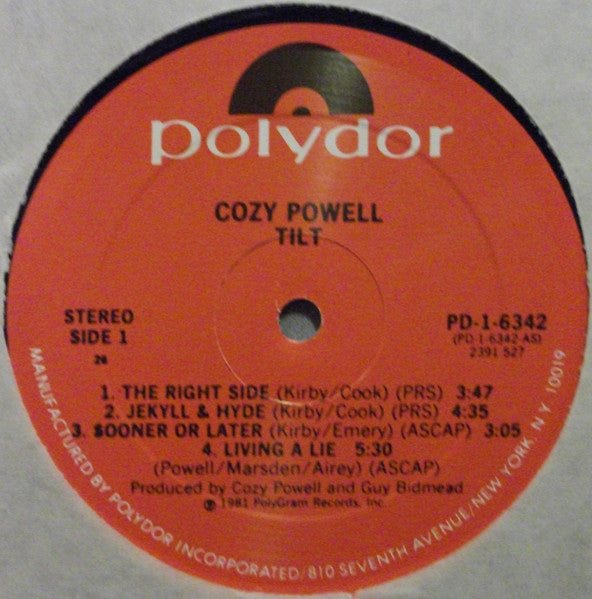 polydor
COZY POWELL
TILT
STEREO
SIDE 1
26
PD-1-6342
(PD-1-6342-AS)
2391 527
1. THE RIGHT SIDE (Kirby/Cook) (PRS) 3:47
2. JEKYLL & HYDE (Kirby/Cook) (PRS) 4:35
3. SOONER OR LATER (Kirby/Emery) (ASCAP) 3:05
4. LIVING A LIE 5:30
(Powell/Marsden/Airey) (ASCAP)
Produced by Cozy Powell and Guy Bidmead
℗ 1981 PolyGram Records, Inc.
MANUFACTURED BY POLYDOR INCORPORATED/810 SEVENTH AVENUE/NEW YORK, N.Y. 10019